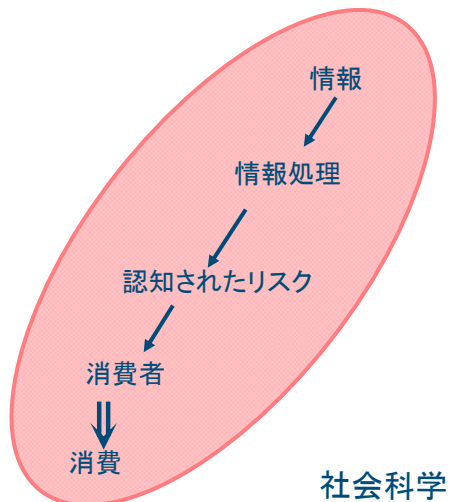 情報
情報処理
認知されたリスク
消費者
消費
社会科学